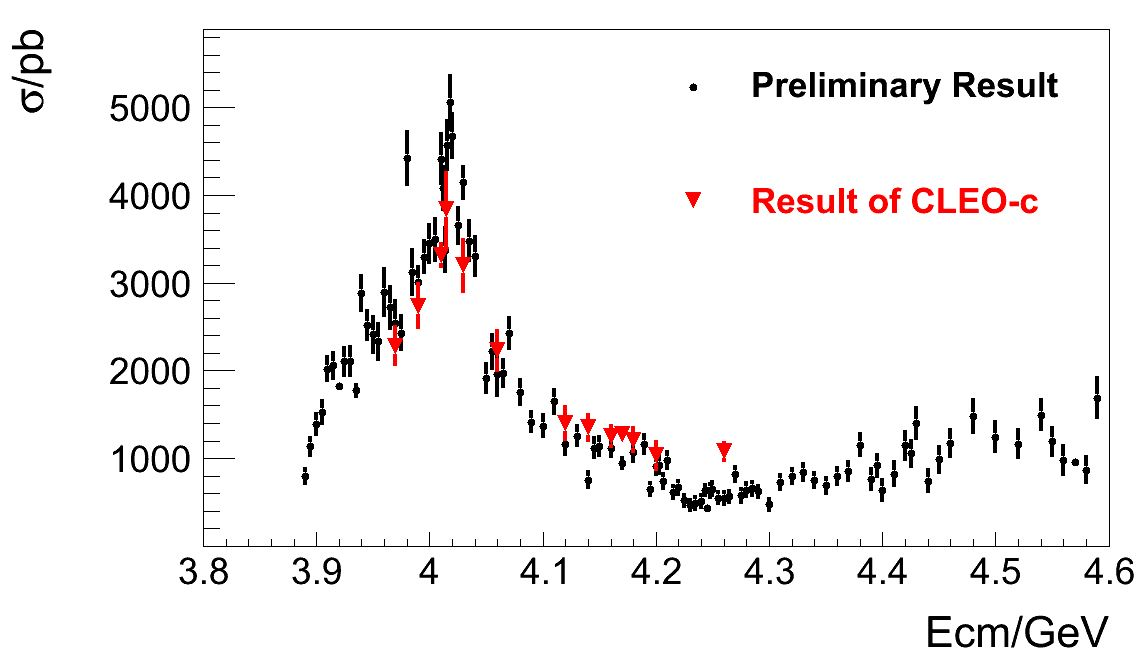 σ/pb
5000
4000
3000
2000
1000
Preliminary Result
Result of CLEO-c
3.8 3.9 4 4.1 4.2 4.3 4.4 4.5 4.6
Ecm/GeV